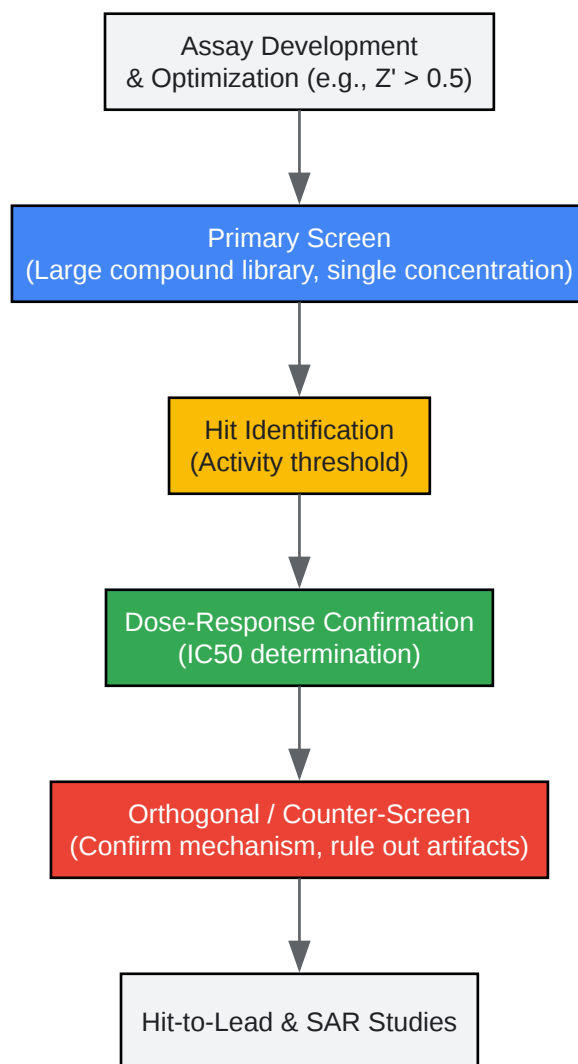 Assay Development
& Optimization (e.g., Z' > 0.5)
Primary Screen
(Large compound library, single concentration)
Hit Identification
(Activity threshold)
Dose-Response Confirmation
(IC50 determination)
Orthogonal / Counter-Screen
(Confirm mechanism, rule out artifacts)
Hit-to-Lead & SAR Studies